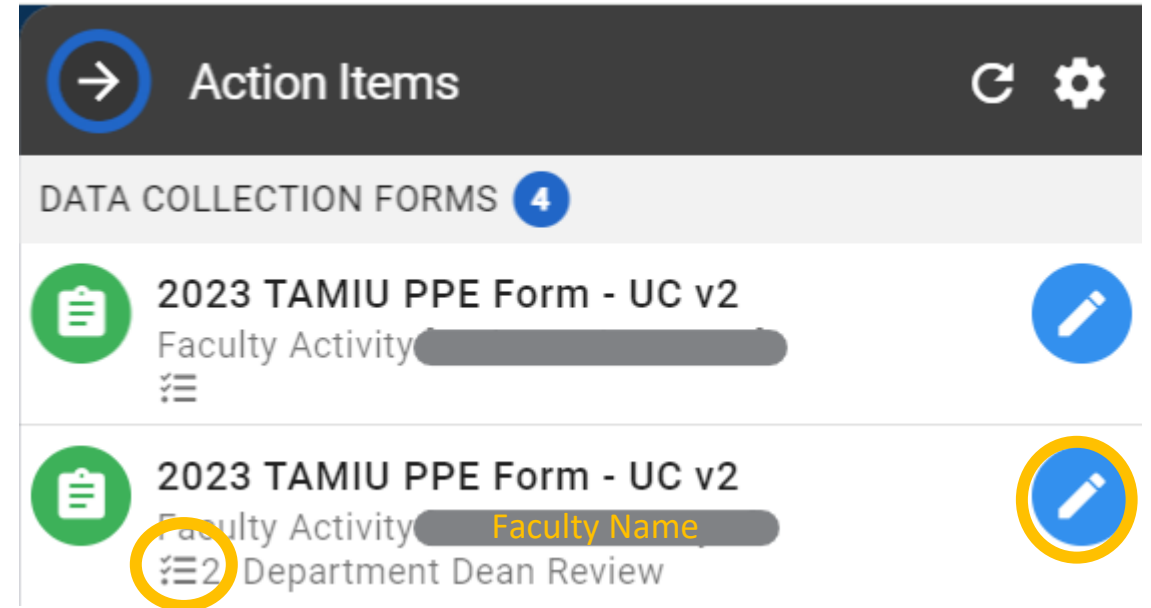 Action Items
DATA COLLECTION FORMS 4
2023 TAMIU PPE Form - UC v2
Faculty Activity
2023 TAMIU PPE Form - UC v2
Faculty Activity Faculty Name
2 Department Dean Review